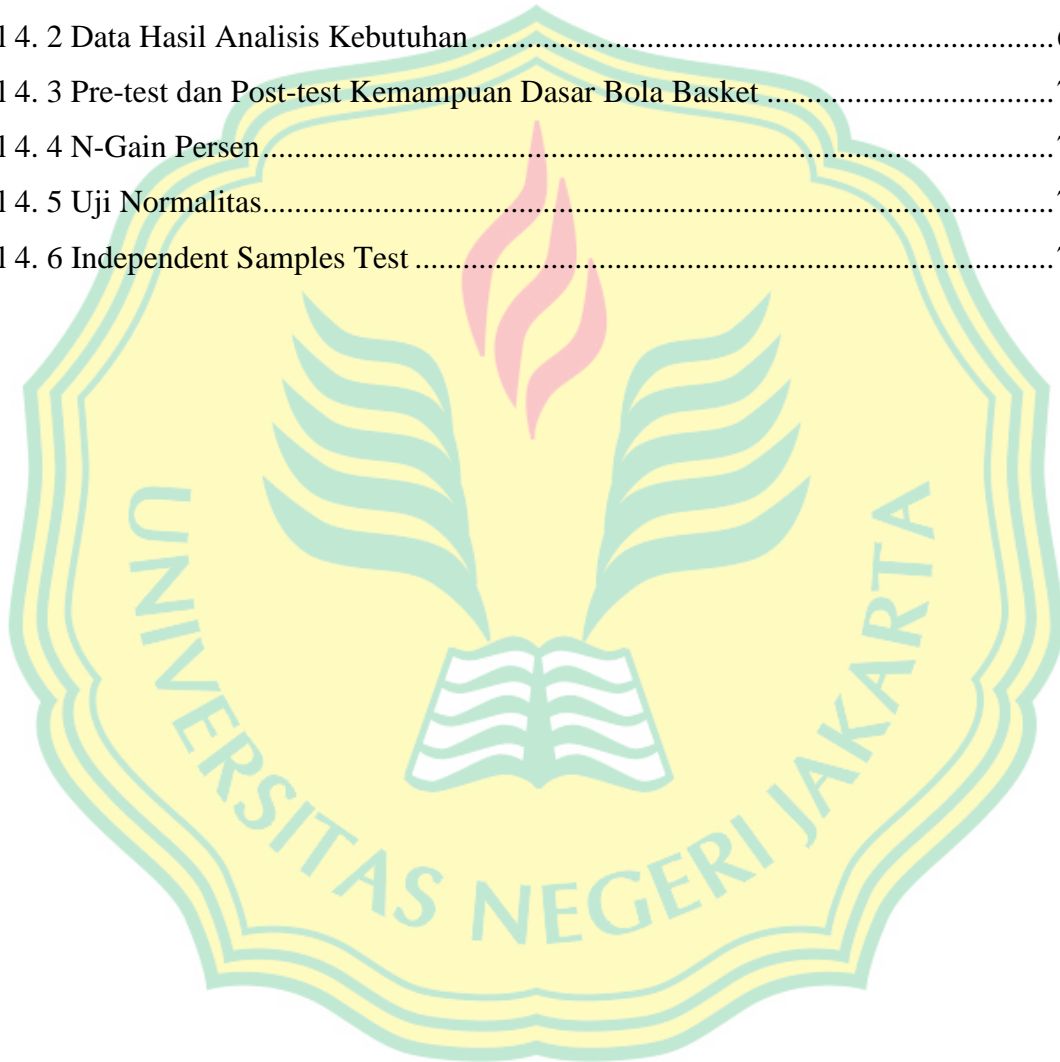 l 4. 2 Data Hasil Analisis Kebutuhan
l 4. 3 Pre-test dan Post-test Kemampuan Dasar Bola Basket
l 4. 4 N-Gain Persen
l 4. 5 Uji Normalitas
l 4. 6 Independent Samples Test
UNIVERSITAS NEGERI JAKARTA